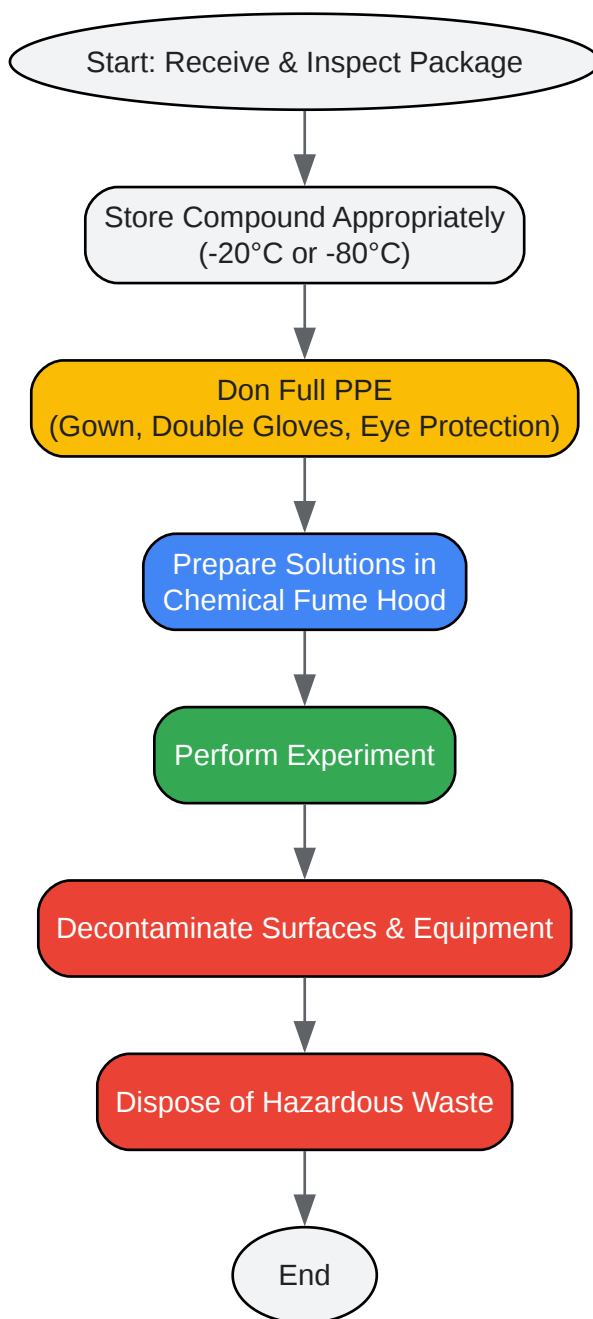 Start: Receive & Inspect Package
Store Compound Appropriately
(-20°C or -80°C)
Don Full PPE
(Gown, Double Gloves, Eye Protection)
Prepare Solutions in
Chemical Fume Hood
Perform Experiment
Decontaminate Surfaces & Equipment
Dispose of Hazardous Waste
End